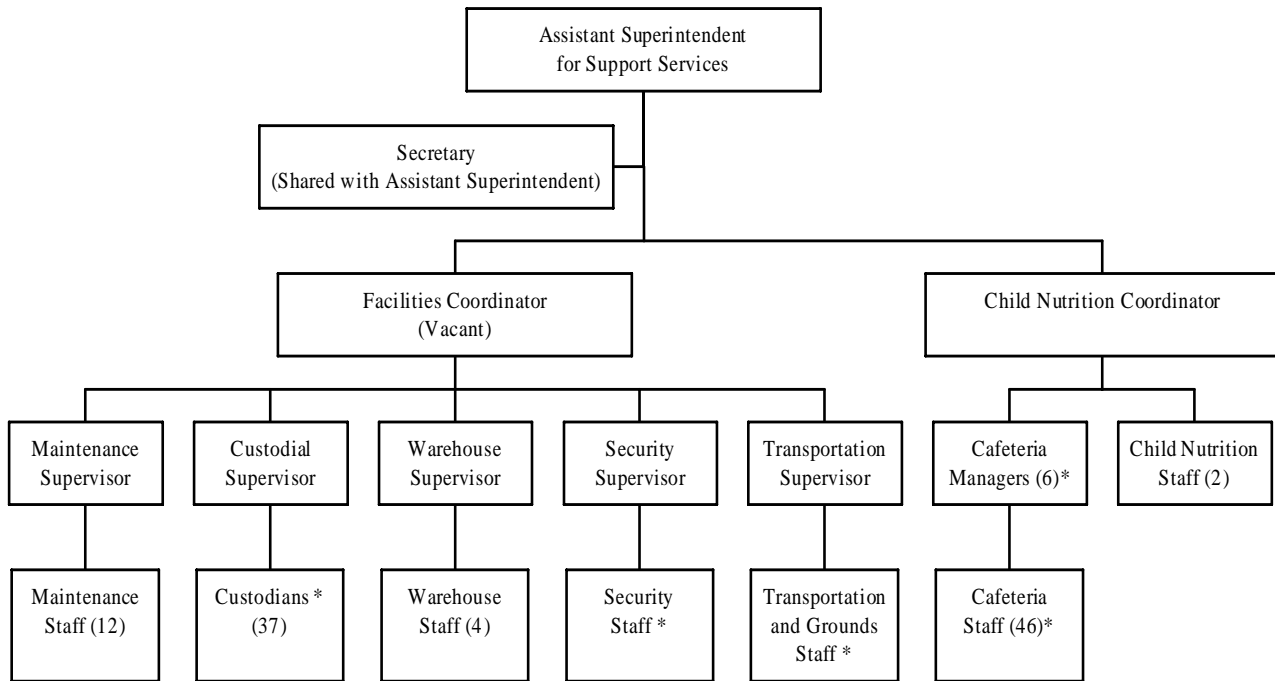 Assistant Superintendent
for Support Services
Secretary
(Shared with Assistant Superintendent)
Facilities Coordinator
(Vacant)
Child Nutrition Coordinator
Maintenance
Supervisor
Custodial
Supervisor
Warehouse
Supervisor
Security
Supervisor
Transportation
Supervisor
Cafeteria
Managers (6)*
Child Nutrition
Staff (2)
Maintenance
Staff (12)
Custodians *
(37)
Warehouse
Staff (4)
Security
Staff *
Transportation
and Grounds
Staff *
Cafeteria
Staff (46)*